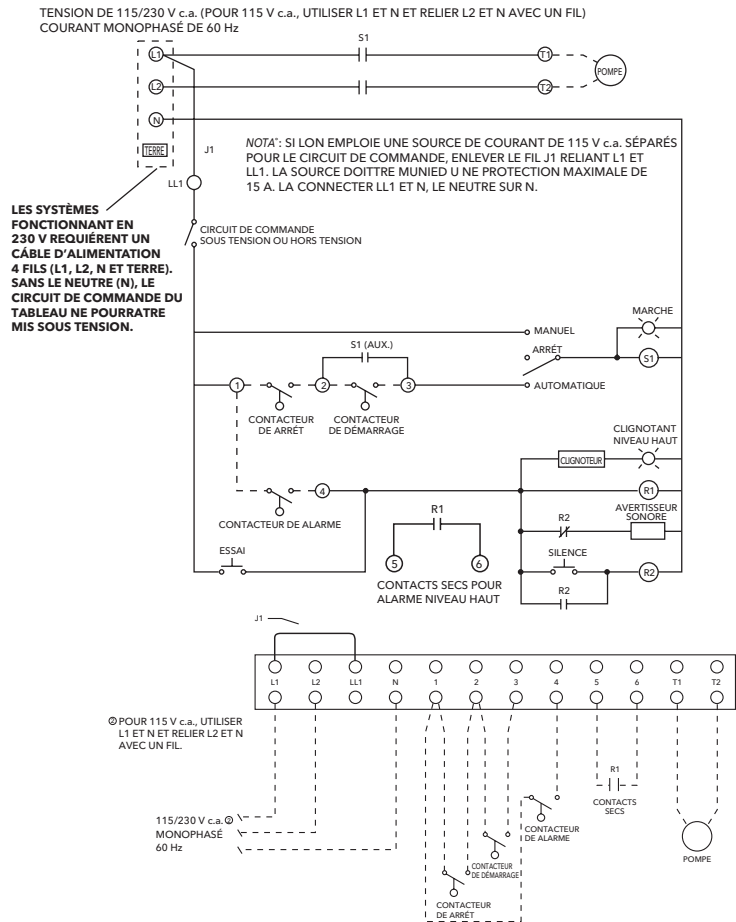 TENSION DE 115/230 V c.a. (POUR 115 V c.a., UTILISER L1 ET N ET RELIER L2 ET N AVEC UN FIL)
COURANT MONOPHASÉ DE 60 Hz
S1
L1
T1
POMPE
L2
T2
N
TERRE
J1
NOTA": SI LON EMPLOIE UNE SOURCE DE COURANT DE 115 V c.a. SÉPARÉS
POUR LE CIRCUIT DE COMMANDE, ENLEVER LE FIL J1 RELIANT L1 ET
LL1. LA SOURCE DOITTRE MUNIED U NE PROTECTION MAXIMALE DE
15 A. LA CONNECTER LL1 ET N, LE NEUTRE SUR N.
LL1
LES SYSTÈMES
FONCTIONNANT EN
230 V REQUIÉRENT UN
CÁBLE D'ALIMENTATION
4 FILS (L1, L2, N ET TERRE).
SANS LE NEUTRE (N), LE
CIRCUIT DE COMMANDE DU
TABLEAU NE POURRATRE
MIS SOUS TENSION.
CIRCUIT DE COMMANDE
SOUS TENSION OU HORS TENSION
MARCHE
MANUEL
S1 (AUX.)
ARRÉT
S1
1
2
3
AUTOMATIQUE
CONTACTEUR
DE ARRÉT
CONTACTEUR
DE DÉMARRAGE
CLIGNOTANT
NIVEAU HAUT
CLIGNOTEUR
4
R1
CONTACTEUR DE ALARME
R1
AVERTISSEUR
SONORE
R2
ESSAI
5
6
SILENCE
R2
CONTACTS SECS POUR
ALARME NIVEAU HAUT
R2
J1
L1
L2
LL1
N
1
2
3
4
5
6
T1
T2
② POUR 115 V c.a., UTILISER
L1 ET N ET RELIER L2 ET N
AVEC UN FIL.
R1
CONTACTS
SECS
115/230 V c.a.②
MONOPHASÉ
60 Hz
CONTACTEUR
DE ALARME
POMPE
CONTACTEUR
DE DÉMARRAGE
CONTACTEUR
DE ARRÉT